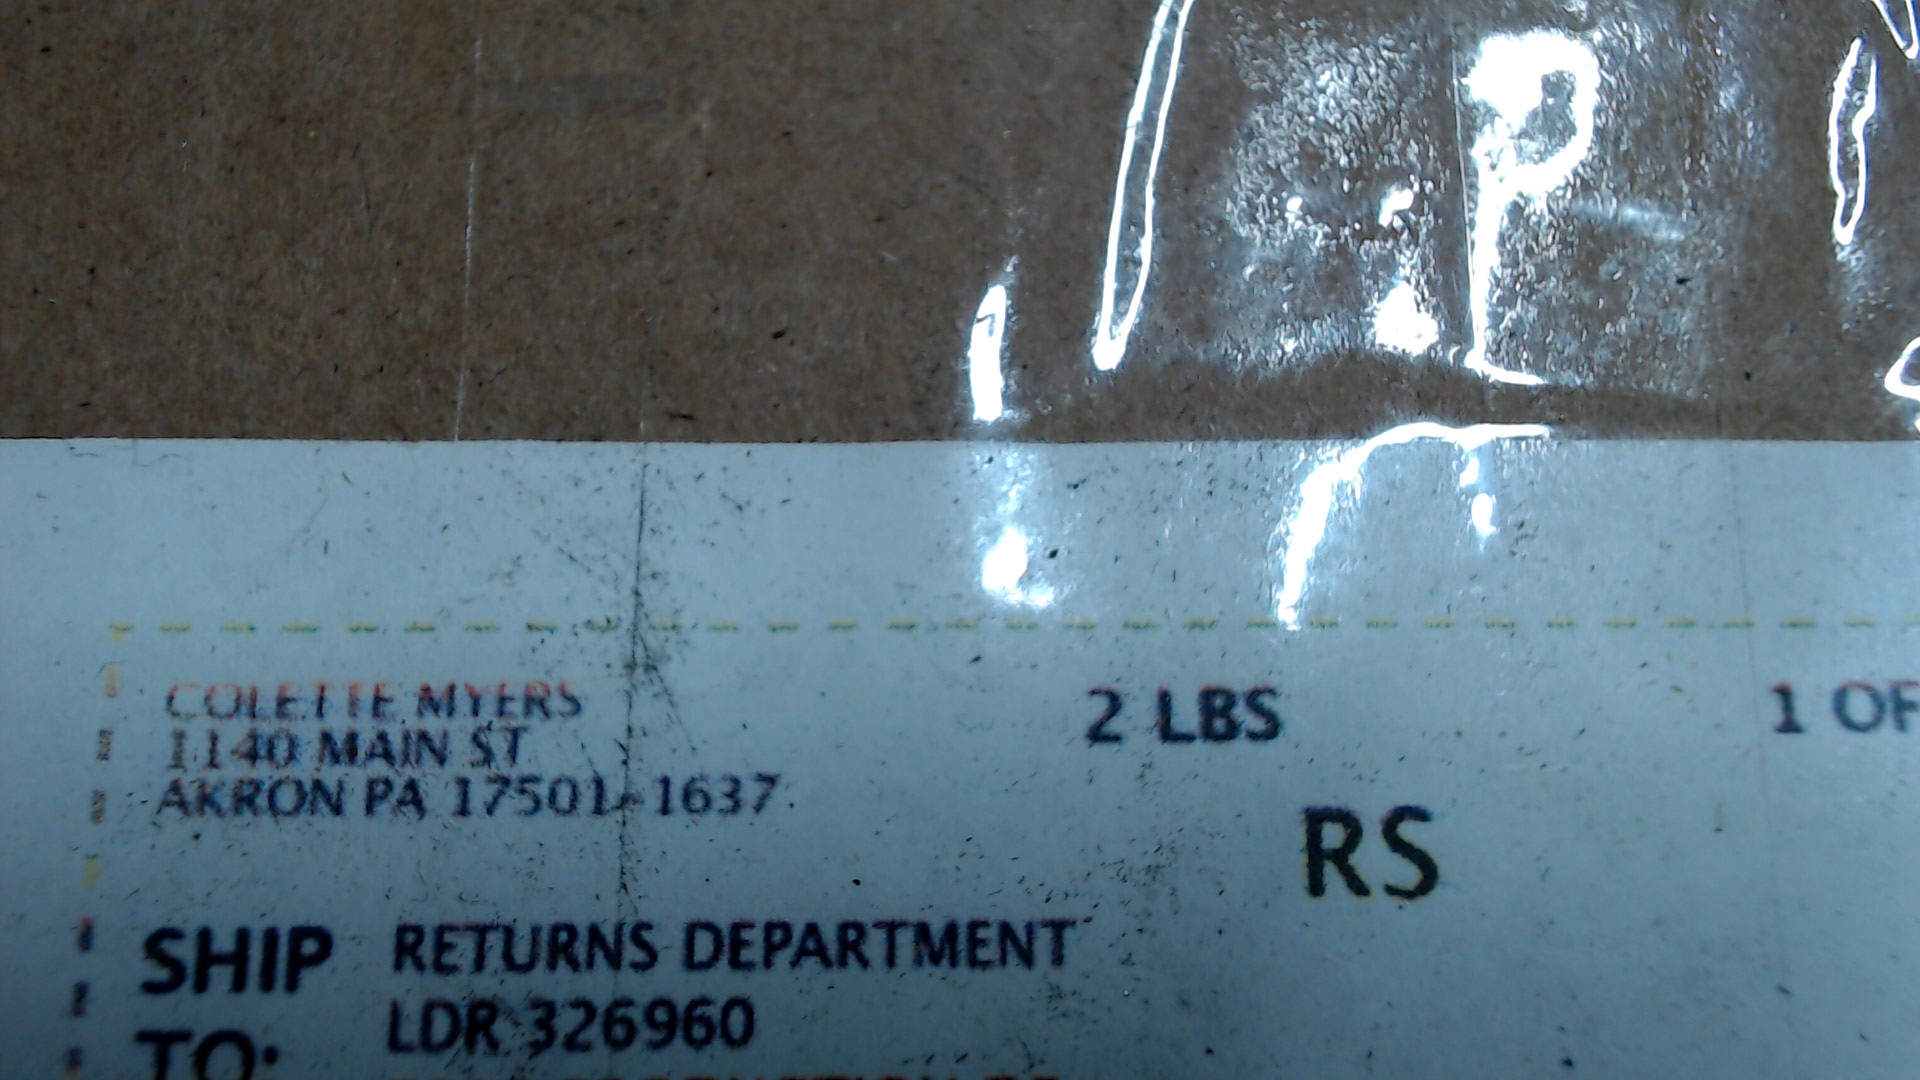 COLETTE MYERS 2 LBS 1 OF
1140 MAIN ST
AKRON PA 17501-1637
RS
SHIP RETURNS DEPARTMENT
TO: LDR 326960